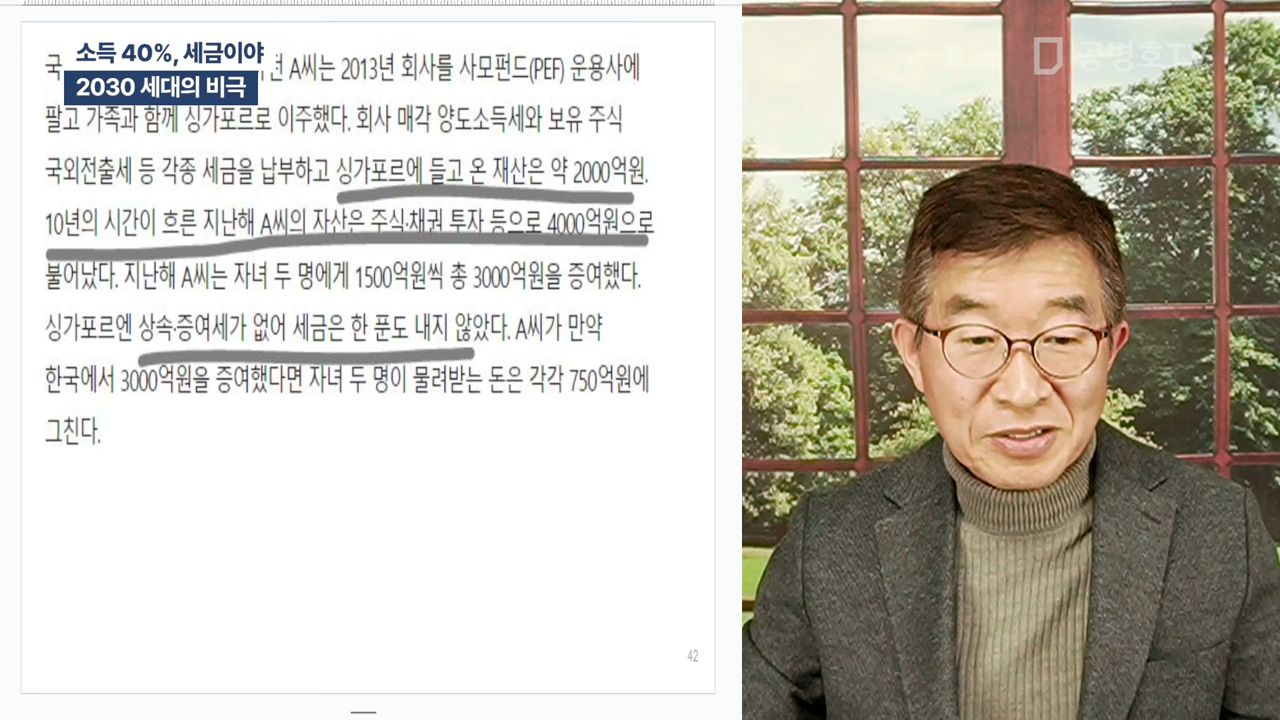 소득 40%, 세금이야
2030 세대의 비극
국
던 A씨는 2013년 회사를 사모펀드(PEF) 운용사에
팔고 가족과 함께 싱가포르로 이주했다. 회사 매각 양도소득세와 보유 주식
국외전출세 등 각종 세금을 납부하고 싱가포르에 들고 온 재산은 약 2000억원.
10년의 시간이 흐른 지난해 A씨의 자산은 주식·채권 투자 등으로 4000억원으로
불어났다. 지난해 A씨는 자녀 두 명에게 1500억원씩 총 3000억원을 증여했다.
싱가포르엔 상속·증여세가 없어 세금은 한 푼도 내지 않았다. A씨가 만약
한국에서 3000억원을 증여했다면 자녀 두 명이 물려받는 돈은 각각 750억원에
그친다.
42
공병호TV